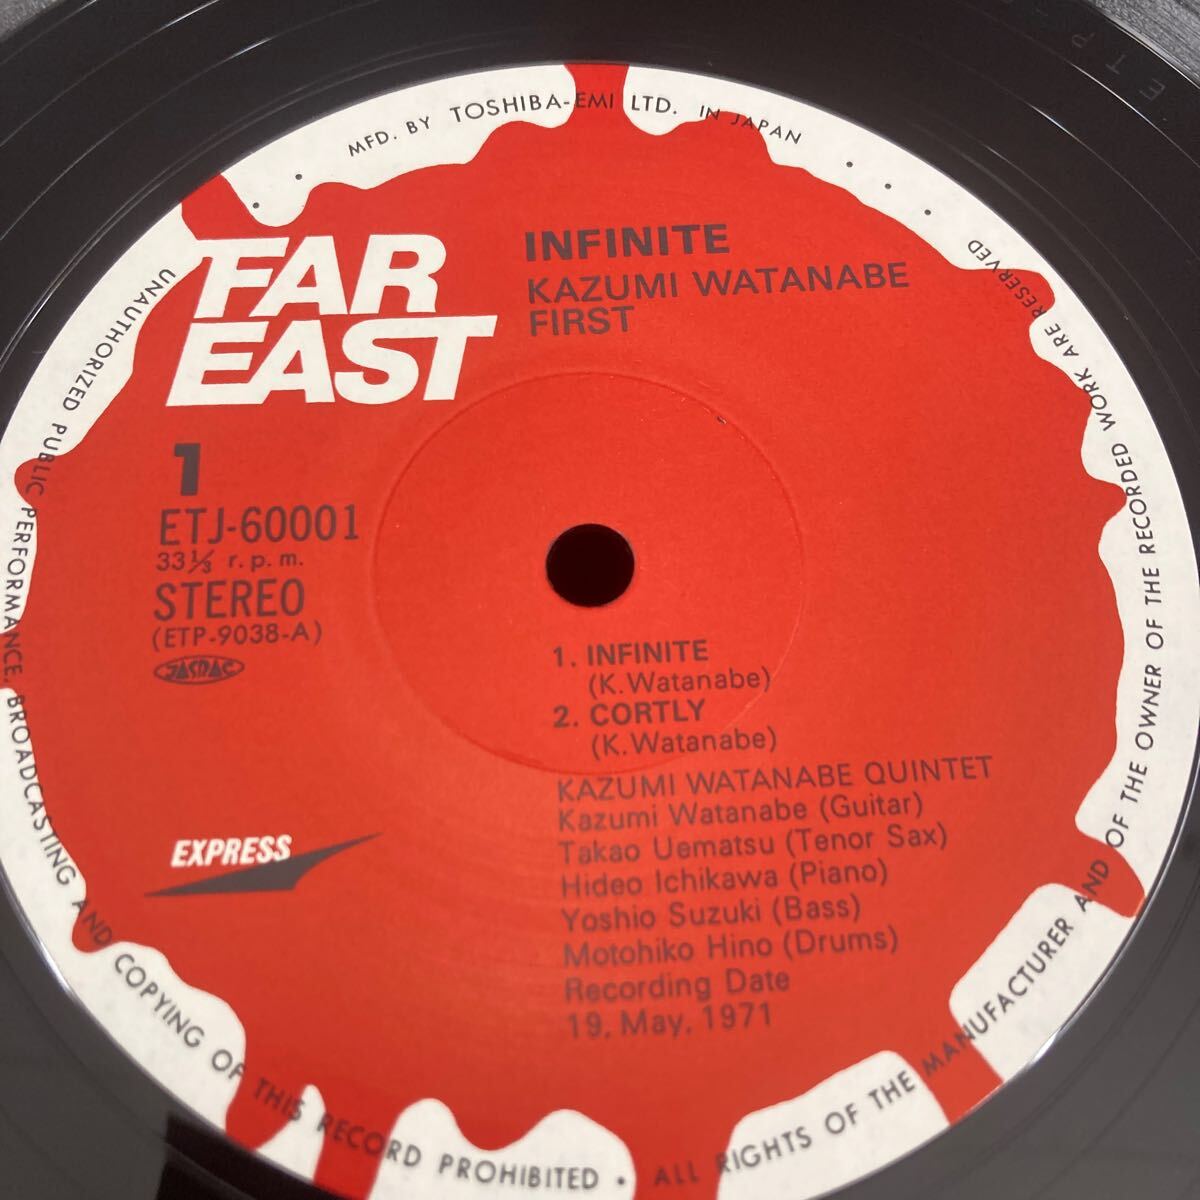 MFD. BY TOSHIBA-EMI LTD. IN JAPAN
FAR
EAST
INFINITE
KAZUMI WATANABE
FIRST
1
ETJ-60001
33⅓ r.p.m.
STEREO
(ETP-9038-A)
JASRAC
EXPRESS
1. INFINITE
(K.Watanabe)
2. CORTLY
(K.Watanabe)
KAZUMI WATANABE QUINTET
Kazumi Watanabe (Guitar)
Takao Uematsu (Tenor Sax)
Hideo Ichikawa (Piano)
Yoshio Suzuki (Bass)
Motohiko Hino (Drums)
Recording Date
19, May, 1971
UNAUTHORIZED PUBLIC PERFORMANCE, BROADCASTING AND COPYING OF THIS RECORD PROHIBITED • ALL RIGHTS OF THE MANUFACTURER AND OF THE OWNER OF THE RECORDED WORK ARE RESERVED
E T P